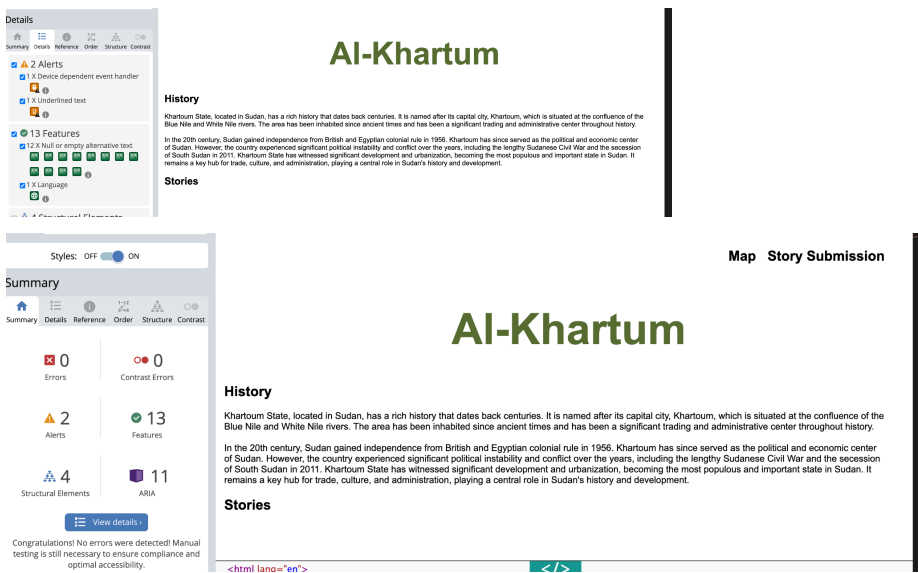 Details
Summary Details Reference Order Structure Contrast
2 Alerts
1 X Device dependent event handler
1 X Underlined text
13 Features
12 X Null or empty alternative text
1 X Language
Al-Khartum
History
Khartoum State, located in Sudan, has a rich history that dates back centuries. It is named after its capital city, Khartoum, which is situated at the confluence of the
Blue Nile and White Nile rivers. The area has been inhabited since ancient times and has been a significant trading and administrative center throughout history.
In the 20th century, Sudan gained independence from British and Egyptian colonial rule in 1956. Khartoum has since served as the political and economic center
of Sudan. However, the country experienced significant political instability and conflict over the years, including the lengthy Sudanese Civil War and the secession
of South Sudan in 2011. Khartoum State has witnessed significant development and urbanization, becoming the most populous and important state in Sudan. It
remains a key hub for trade, culture, and administration, playing a central role in Sudan's history and development.
Stories
Styles: OFF ON
Summary
Summary Details Reference Order Structure Contrast
0 Errors
0 Contrast Errors
2 Alerts
13 Features
4 Structural Elements
11 ARIA
View details ›
Congratulations! No errors were detected! Manual
testing is still necessary to ensure compliance and
optimal accessibility.
Map Story Submission
Al-Khartum
History
Khartoum State, located in Sudan, has a rich history that dates back centuries. It is named after its capital city, Khartoum, which is situated at the confluence of the
Blue Nile and White Nile rivers. The area has been inhabited since ancient times and has been a significant trading and administrative center throughout history.
In the 20th century, Sudan gained independence from British and Egyptian colonial rule in 1956. Khartoum has since served as the political and economic center
of Sudan. However, the country experienced significant political instability and conflict over the years, including the lengthy Sudanese Civil War and the secession
of South Sudan in 2011. Khartoum State has witnessed significant development and urbanization, becoming the most populous and important state in Sudan. It
remains a key hub for trade, culture, and administration, playing a central role in Sudan's history and development.
Stories
<html lang="en">
</>